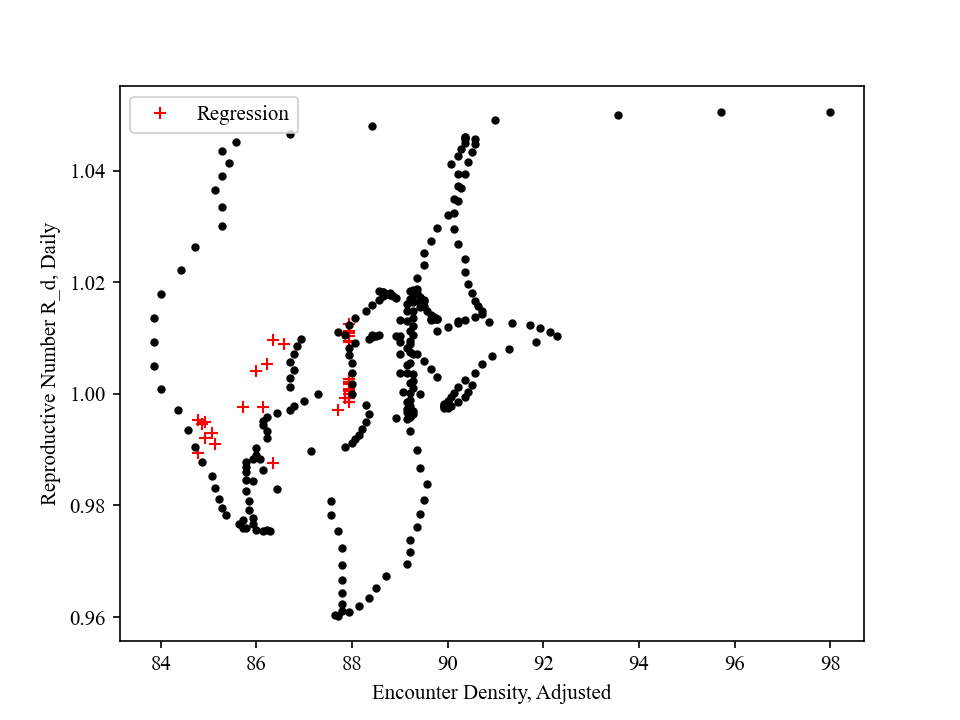 Regression
1.04
1.02
1.00
0.98
0.96
Reproductive Number R_d, Daily
84 86 88 90 92 94 96 98
Encounter Density, Adjusted